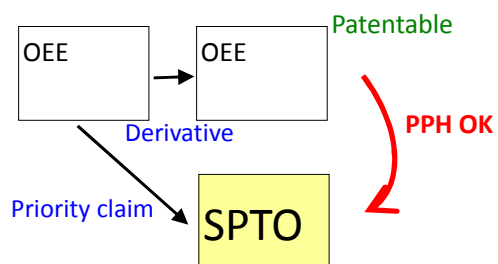 Patentable
OEE
OEE
Derivative
PPH OK
Priority claim
SPTO